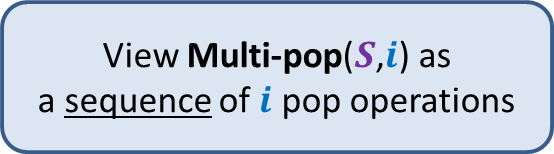 View Multi-pop(S,i) as
a sequence of i pop operations